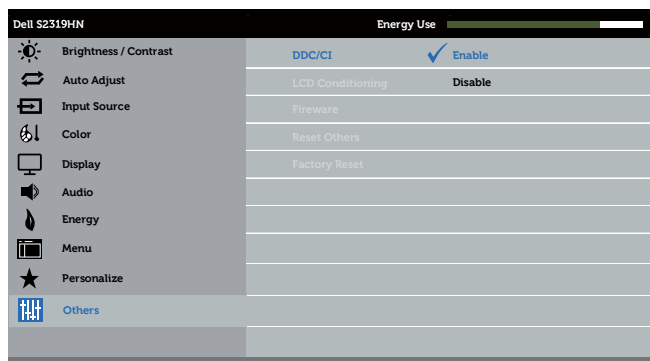 Dell S2319HN Energy Use
Brightness / Contrast DDC/CI Enable
Auto Adjust LCD Conditioning Disable
Input Source Fireware
Color Reset Others
Display Factory Reset
Audio
Energy
Menu
Personalize
Others